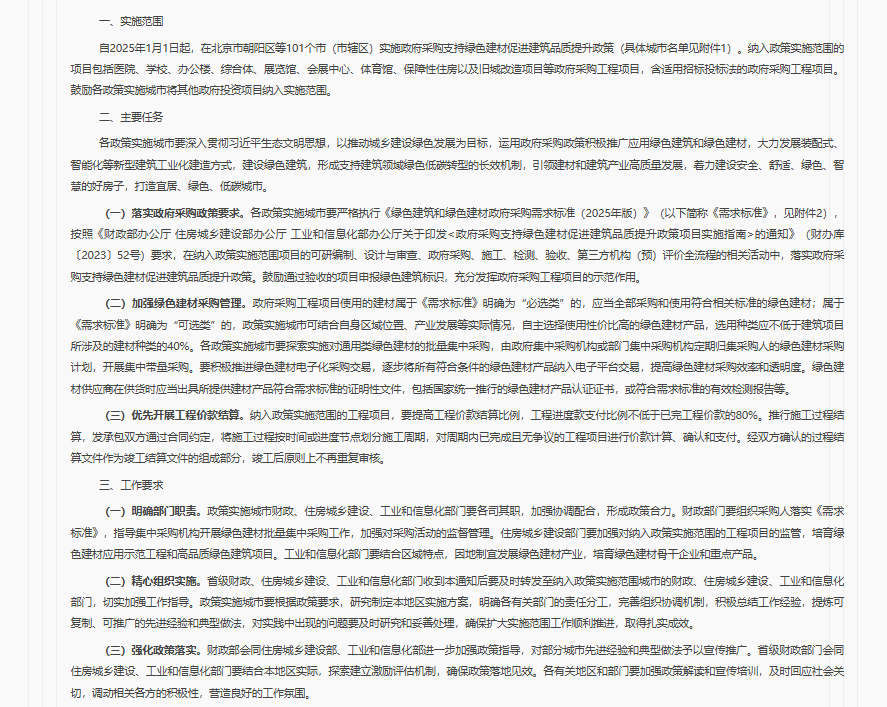 一、实施范围
自2025年1月1日起，在北京市朝阳区等101个市（市辖区）实施政府采购支持绿色建材促进建筑品质提升政策（具体城市名单见附件1）。纳入政策实施范围的
项目包括医院、学校、办公楼、综合体、展览馆、会展中心、体育馆、保障性住房以及旧城改造项目等政府采购工程项目，含适用招标投标法的政府采购工程项目。
鼓励各政策实施城市将其他政府投资项目纳入实施范围。
二、主要任务
各政策实施城市要深入贯彻习近平生态文明思想，以推动城乡建设绿色发展为目标，运用政府采购政策积极推广应用绿色建筑和绿色建材，大力发展装配式、
智能化等新型建筑工业化建造方式，建设绿色建筑，形成支持建筑领域绿色低碳转型的长效机制，引领建材和建筑产业高质量发展，着力建设安全、舒适、绿色、智
慧的好房子，打造宜居、绿色、低碳城市。
（一）落实政府采购政策要求。各政策实施城市要严格执行《绿色建筑和绿色建材政府采购需求标准（2025年版）》（以下简称《需求标准》，见附件2），
按照《财政部办公厅 住房城乡建设部办公厅 工业和信息化部办公厅关于印发<政府采购支持绿色建材促进建筑品质提升政策项目实施指南>的通知》（财办库
〔2023〕52号）要求，在纳入政策实施范围项目的可研编制、设计与审查、政府采购、施工、检测、验收、第三方机构（预）评价全流程的相关活动中，落实政府采
购支持绿色建材促进建筑品质提升政策。鼓励通过验收的项目申报绿色建筑标识，充分发挥政府采购工程项目的示范作用。
（二）加强绿色建材采购管理。政府采购工程项目使用的建材属于《需求标准》明确为“必选类”的，应当全部采购和使用符合相关标准的绿色建材；属于
《需求标准》明确为“可选类”的，政策实施城市可结合自身区域位置、产业发展等实际情况，自主选择使用性价比高的绿色建材产品，选用种类应不低于建筑项目
所涉及的建材种类的40%。各政策实施城市要探索实施对通用类绿色建材的批量集中采购，由政府集中采购机构或部门集中采购机构定期归集采购人的绿色建材采购
计划，开展集中带量采购。要积极推进绿色建材电子化采购交易，逐步将所有符合条件的绿色建材产品纳入电子平台交易，提高绿色建材采购效率和透明度。绿色建
材供应商在供货时应当出具所提供建材产品符合需求标准的证明性文件，包括国家统一推行的绿色建材产品认证证书，或符合需求标准的有效检测报告等。
（三）优先开展工程价款结算。纳入政策实施范围的工程项目，要提高工程价款结算比例，工程进度款支付比例不低于已完工程价款的80%。推行施工过程结
算，发承包双方通过合同约定，将施工过程按时间或进度节点划分施工周期，对周期内已完成且无争议的工程项目进行价款计算、确认和支付。经双方确认的过程结
算文件作为竣工结算文件的组成部分，竣工后原则上不再重复审核。
三、工作要求
（一）明确部门职责。政策实施城市财政、住房城乡建设、工业和信息化部门要各司其职，加强协调配合，形成政策合力。财政部门要组织采购人落实《需求
标准》，指导集中采购机构开展绿色建材批量集中采购工作，加强对采购活动的监督管理。住房城乡建设部门要加强对纳入政策实施范围的工程项目的监管，培育绿
色建材应用示范工程和高品质绿色建筑项目。工业和信息化部门要结合区域特点，因地制宜发展绿色建材产业，培育绿色建材骨干企业和重点产品。
（二）精心组织实施。省级财政、住房城乡建设、工业和信息化部门收到本通知后要及时转发至纳入政策实施范围城市的财政、住房城乡建设、工业和信息化
部门，切实加强工作指导。政策实施城市要根据政策要求，研究制定本地区实施方案，明确各有关部门的责任分工，完善组织协调机制，积极总结工作经验，提炼可
复制、可推广的先进经验和典型做法，对实践中出现的问题要及时研究和妥善处理，确保扩大实施范围工作顺利推进，取得扎实成效。
（三）强化政策落实。财政部会同住房城乡建设部、工业和信息化部进一步加强政策指导，对部分城市先进经验和典型做法予以宣传推广。省级财政部门会同
住房城乡建设、工业和信息化部门要结合本地区实际，探索建立激励评估机制，确保政策落地见效。各有关地区和部门要加强政策解读和宣传培训，及时回应社会关
切，调动相关各方的积极性，营造良好的工作氛围。